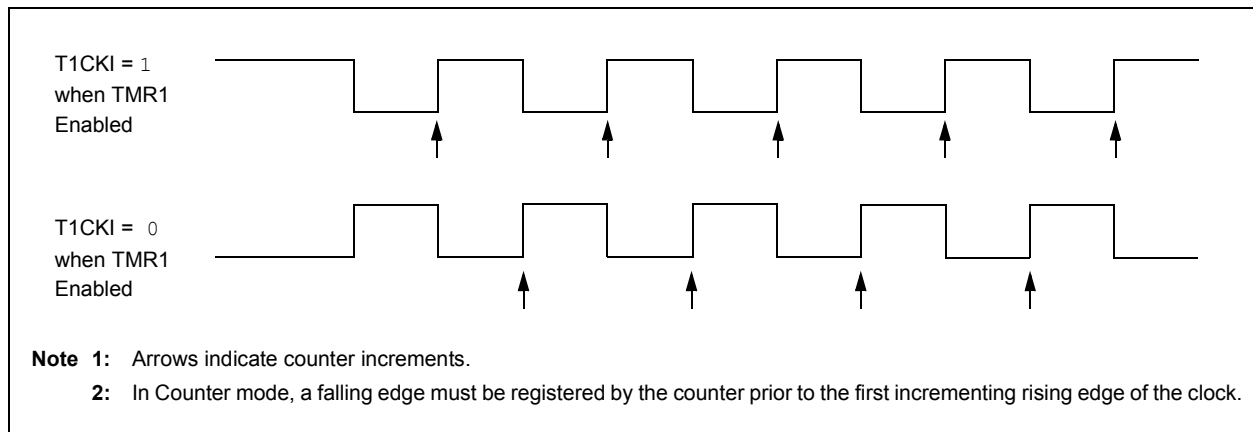 T1CKI = 1
when TMR1
Enabled
T1CKI = 0
when TMR1
Enabled
Note 1: Arrows indicate counter increments.
2: In Counter mode, a falling edge must be registered by the counter prior to the first incrementing rising edge of the clock.